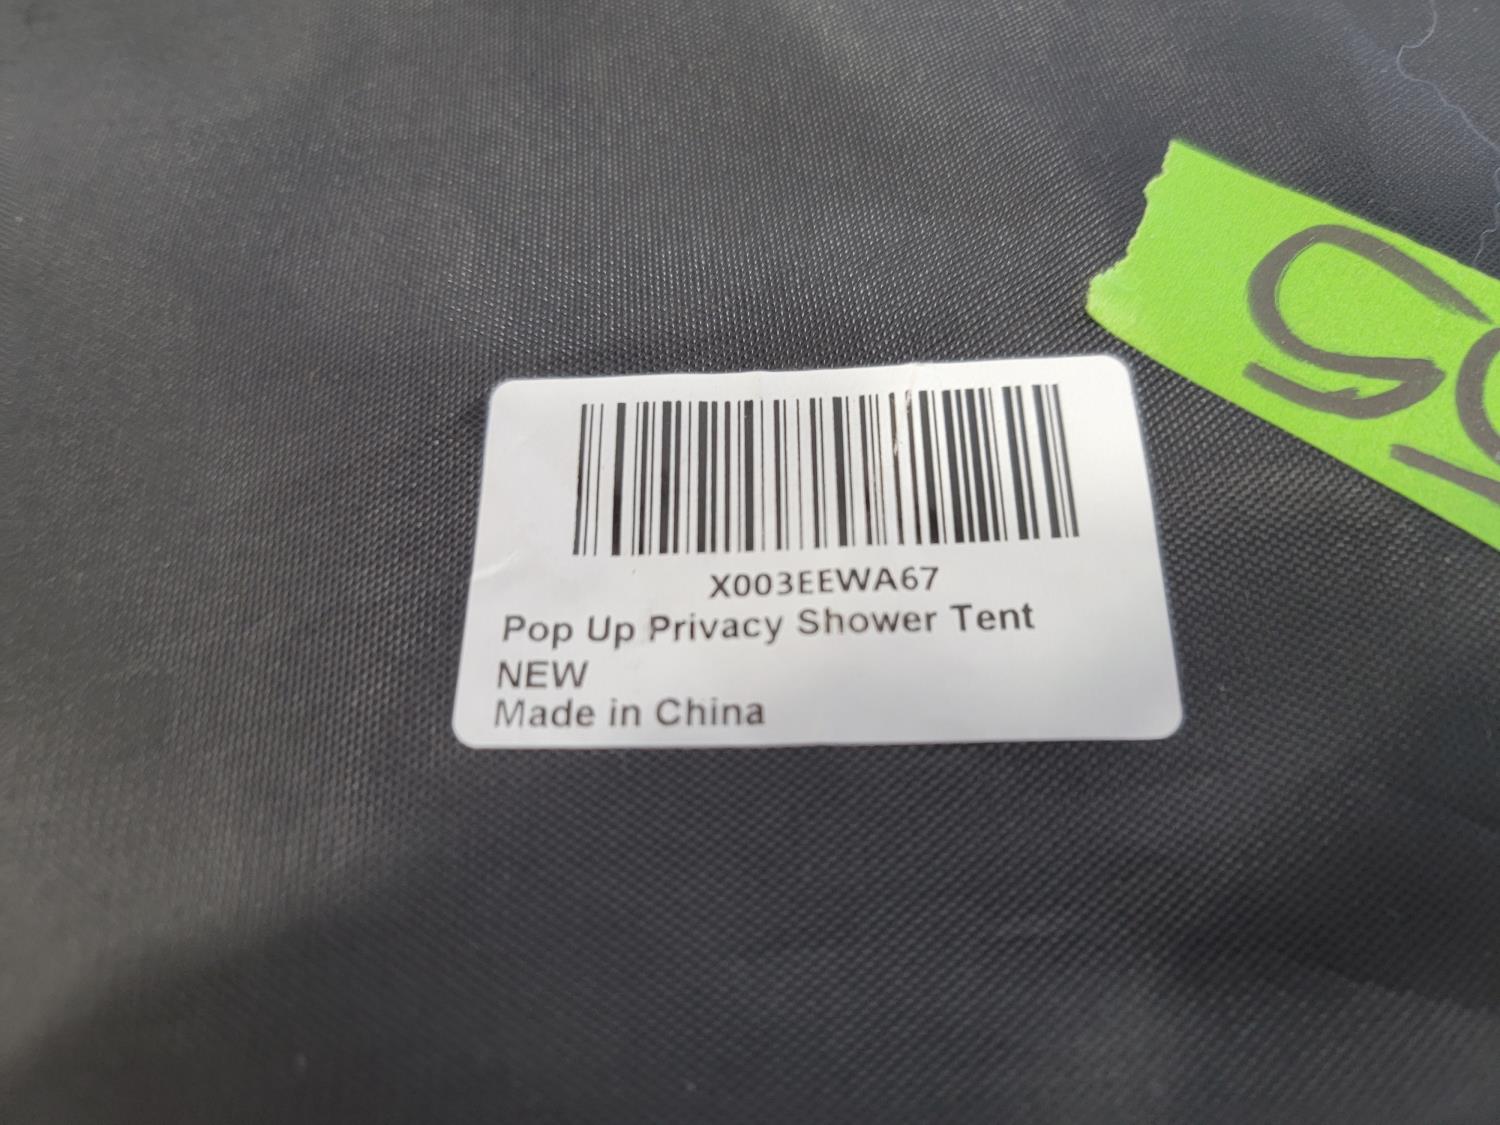 X003EEWA67
Pop Up Privacy Shower Tent
NEW
Made in China